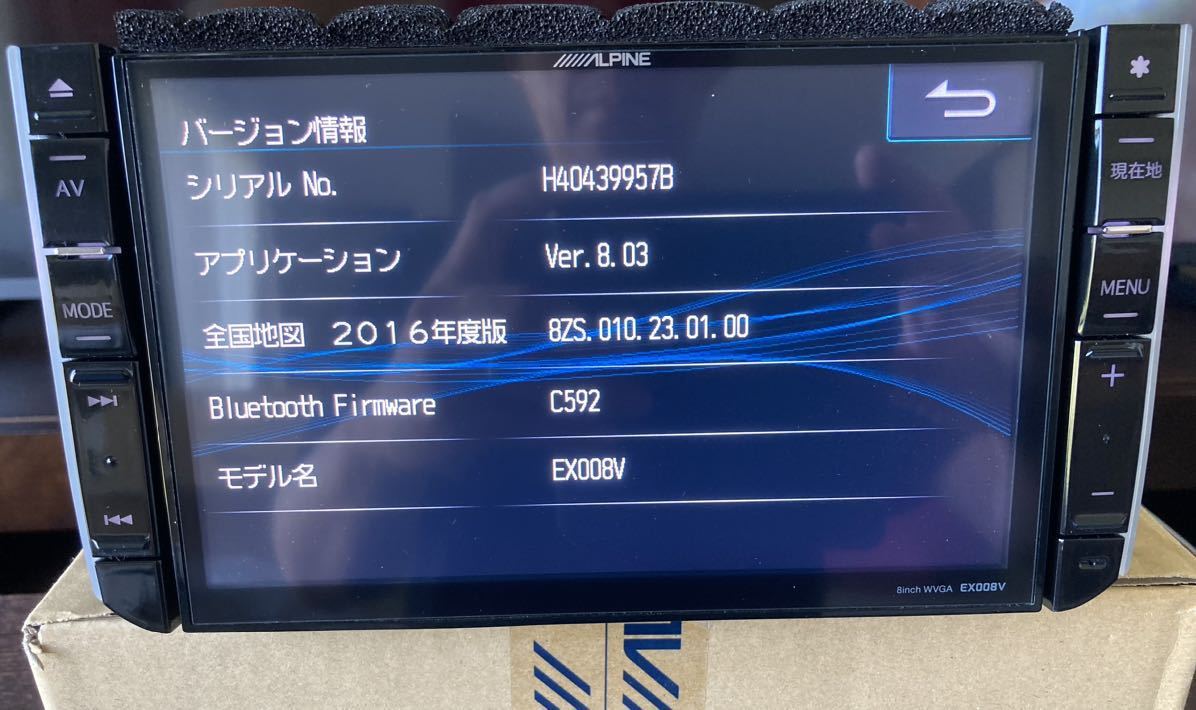 ALPINE
バージョン情報
シリアル No. H40439957B
アプリケーション Ver.8.03
全国地図 2016年度版 8ZS.010.23.01.00
Bluetooth Firmware C592
モデル名 EX008V
8inch WVGA EX008V
AV
MODE
現在地
MENU